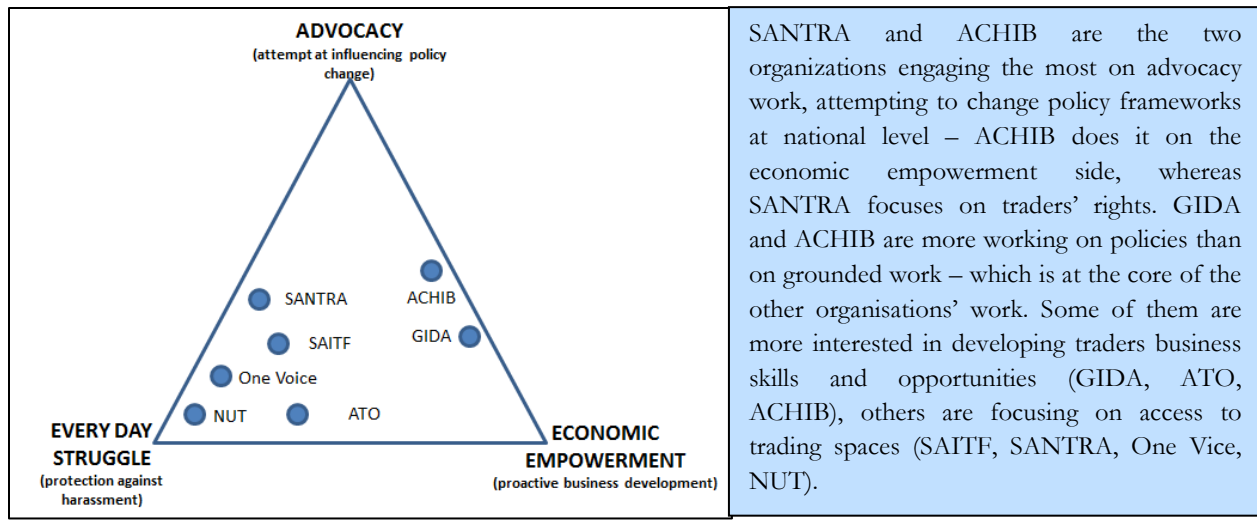 ADVOCACY
(attempt at influencing policy
change)
SANTRA
ACHIB
SAITF
GIDA
One Voice
NUT
ATO
EVERY DAY
STRUGGLE
(protection against
harassment)
ECONOMIC
EMPOWERMENT
(proactive business development)
SANTRA and ACHIB are the two
organizations engaging the most on advocacy
work, attempting to change policy frameworks
at national level – ACHIB does it on the
economic empowerment side, whereas
SANTRA focuses on traders’ rights. GIDA
and ACHIB are more working on policies than
on grounded work – which is at the core of the
other organisations’ work. Some of them are
more interested in developing traders business
skills and opportunities (GIDA, ATO,
ACHIB), others are focusing on access to
trading spaces (SAITF, SANTRA, One Vice,
NUT).